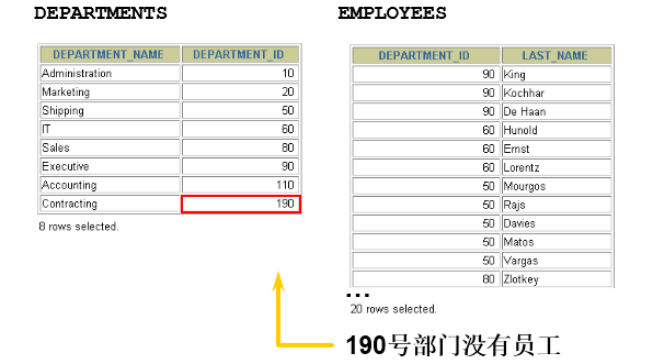 DEPARTMENTS
DEPARTMENT_NAME DEPARTMENT_ID
Administration 10
Marketing 20
Shipping 50
IT 60
Sales 80
Executive 90
Accounting 110
Contracting 190
8 rows selected.
EMPLOYEES
DEPARTMENT_ID LAST_NAME
90 King
90 Kochhar
90 De Haan
60 Hunold
60 Ernst
60 Lorentz
50 Mourgos
50 Rajs
50 Davies
50 Matos
50 Vargas
80 Zlotkey
...
20 rows selected.
190号部门没有员工